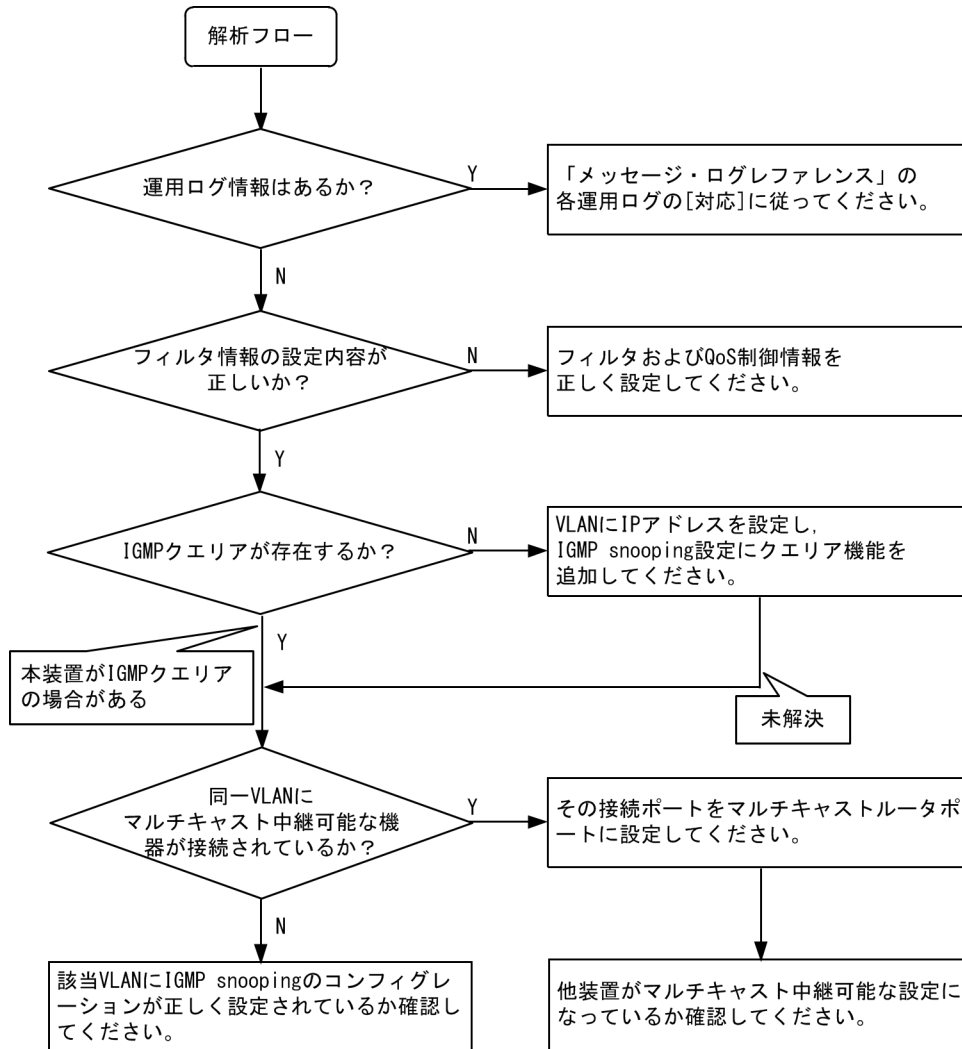 解析フロー
運用ログ情報はあるか？
Y
「メッセージ・ログレファレンス」の
各運用ログの[対応]に従ってください。
N
フィルタ情報の設定内容が
正しいか？
N
フィルタおよびQoS制御情報を
正しく設定してください。
Y
IGMPクエリアが存在するか？
N
VLANにIPアドレスを設定し,
IGMP snooping設定にクエリア機能を
追加してください。
Y
本装置がIGMPクエリア
の場合がある
未解決
同一VLANに
マルチキャスト中継可能な機
器が接続されているか？
Y
その接続ポートをマルチキャストルータポ
ートに設定してください。
N
該当VLANにIGMP snoopingのコンフィグレ
ーションが正しく設定されているか確認し
てください。
他装置がマルチキャスト中継可能な設定に
なっているか確認してください。